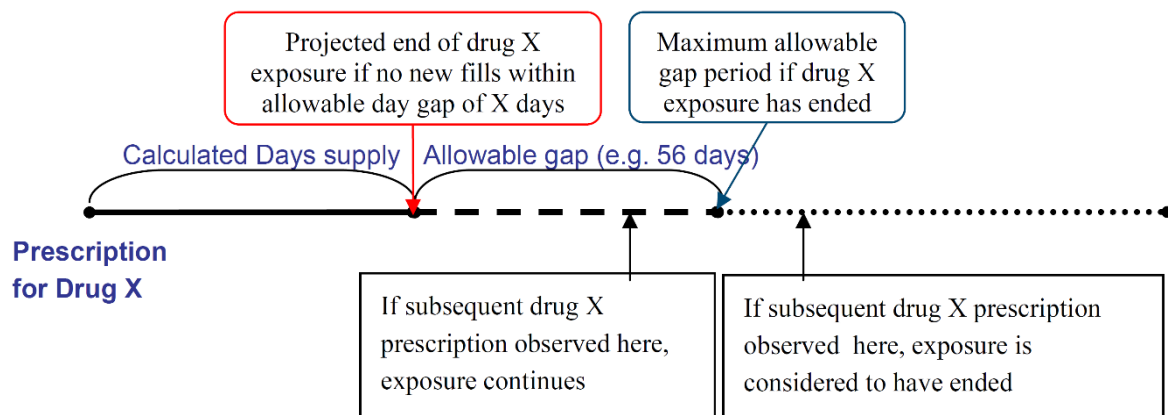 Projected end of drug X
exposure if no new fills within
allowable day gap of X days
Maximum allowable
gap period if drug X
exposure has ended
Calculated Days supply
Allowable gap (e.g. 56 days)
Prescription
for Drug X
If subsequent drug X
prescription observed here,
exposure continues
If subsequent drug X prescription
observed here, exposure is
considered to have ended